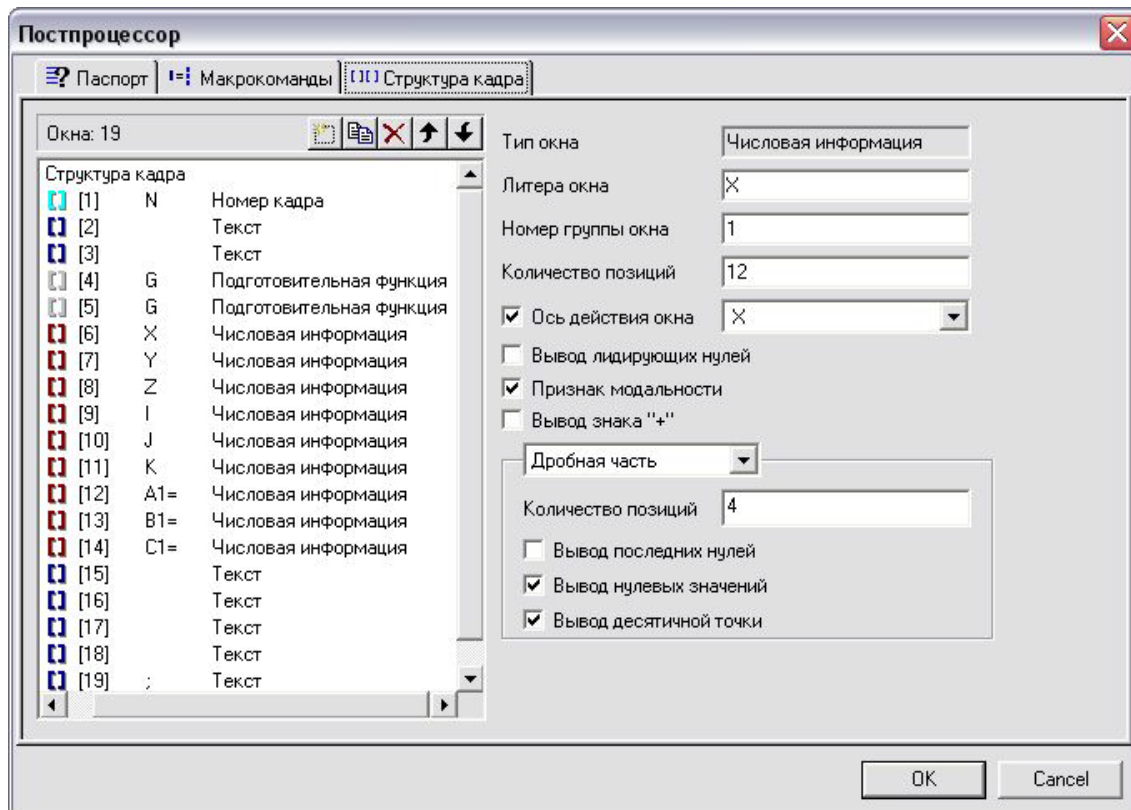 Постпроцессор
Паспорт Макрокоманды Структура кадра
Окна: 19
Структура кадра
[1] N Номер кадра
[2] Текст
[3] Текст
[4] G Подготовительная функция
[5] G Подготовительная функция
[6] X Числовая информация
[7] Y Числовая информация
[8] Z Числовая информация
[9] I Числовая информация
[10] J Числовая информация
[11] K Числовая информация
[12] A1= Числовая информация
[13] B1= Числовая информация
[14] C1= Числовая информация
[15] Текст
[16] Текст
[17] Текст
[18] Текст
[19] ; Текст
Тип окна Числовая информация
Литера окна X
Номер группы окна 1
Количество позиций 12
Ось действия окна X
Вывод лидирующих нулей
Признак модальности
Вывод знака "+"
Дробная часть
Количество позиций 4
Вывод последних нулей
Вывод нулевых значений
Вывод десятичной точки
OK Cancel